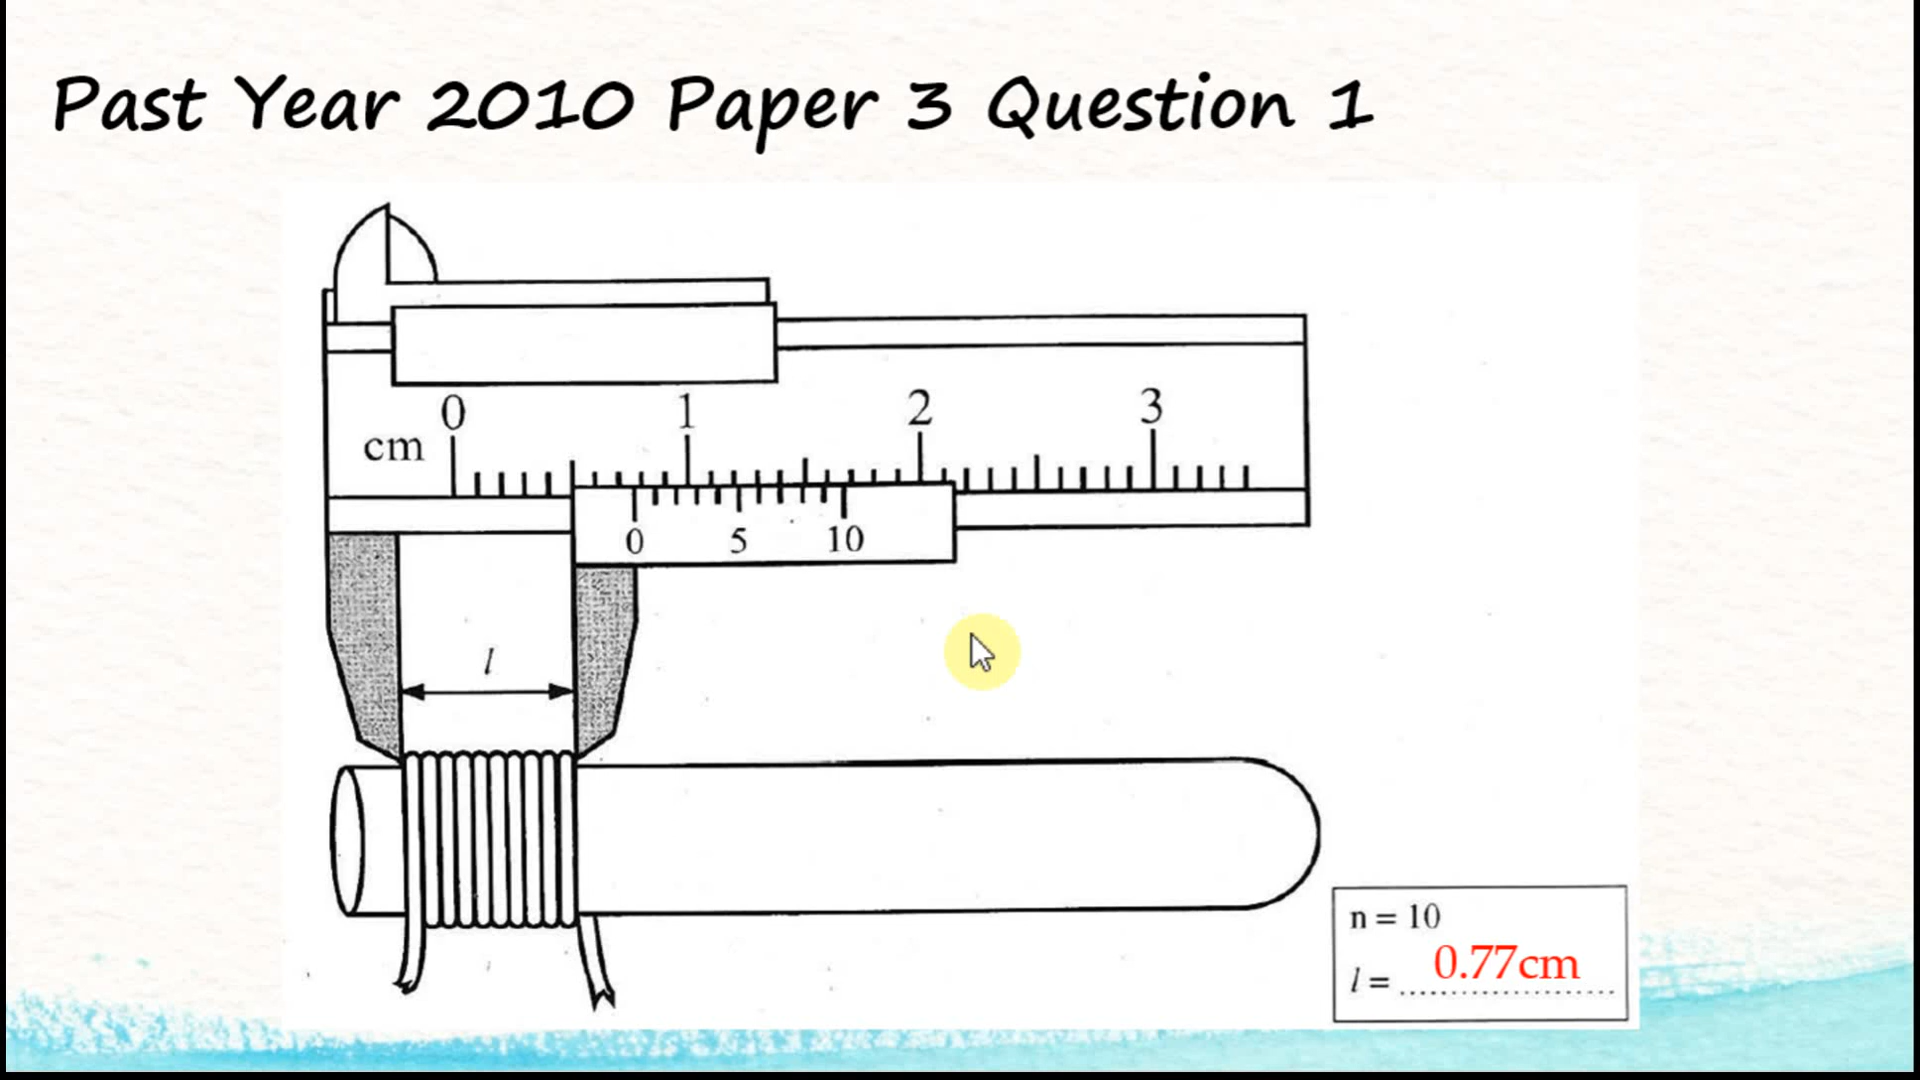 Past Year 2010 Paper 3 Question 1
0 1 2 3
cm
0 5 10
l
n = 10
l = 0.77cm